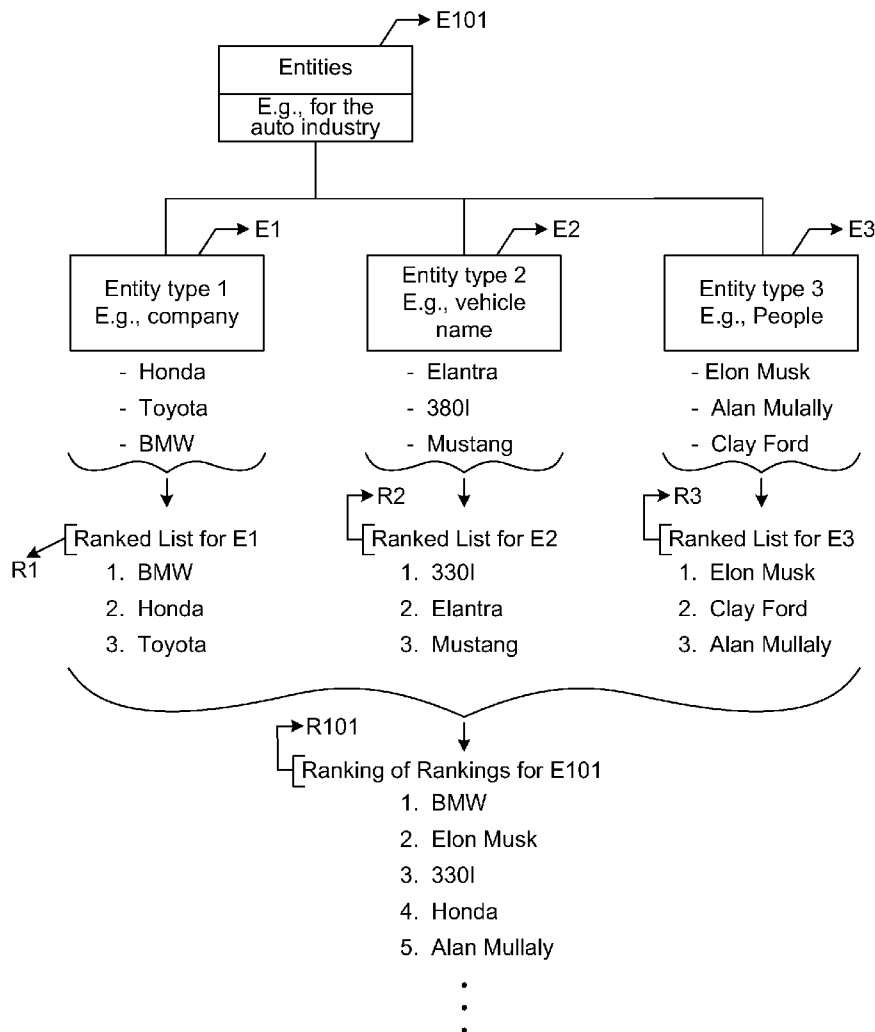 E101
Entities
E.g., for the
auto industry
E1
E2
E3
Entity type 1
E.g., company
Entity type 2
E.g., vehicle
name
Entity type 3
E.g., People
- Honda
- Toyota
- BMW
- Elantra
- 380I
- Mustang
- Elon Musk
- Alan Mulally
- Clay Ford
R1
Ranked List for E1
1. BMW
2. Honda
3. Toyota
R2
Ranked List for E2
1. 330I
2. Elantra
3. Mustang
R3
Ranked List for E3
1. Elon Musk
2. Clay Ford
3. Alan Mullaly
R101
Ranking of Rankings for E101
1. BMW
2. Elon Musk
3. 330I
4. Honda
5. Alan Mullaly